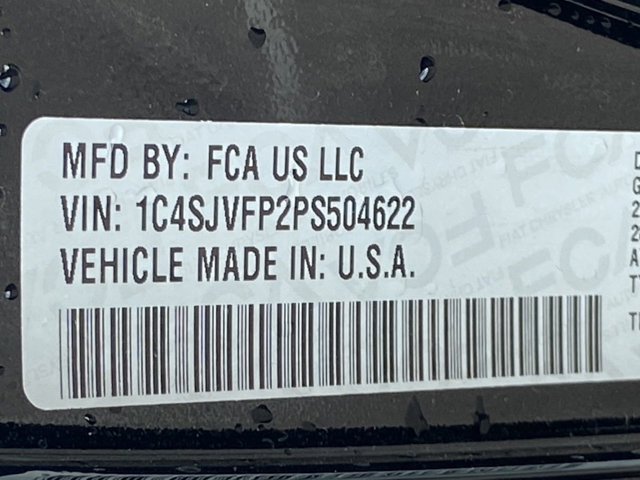 MFD BY: FCA US LLC
VIN: 1C4SJVFP2PS504622
VEHICLE MADE IN: U.S.A.